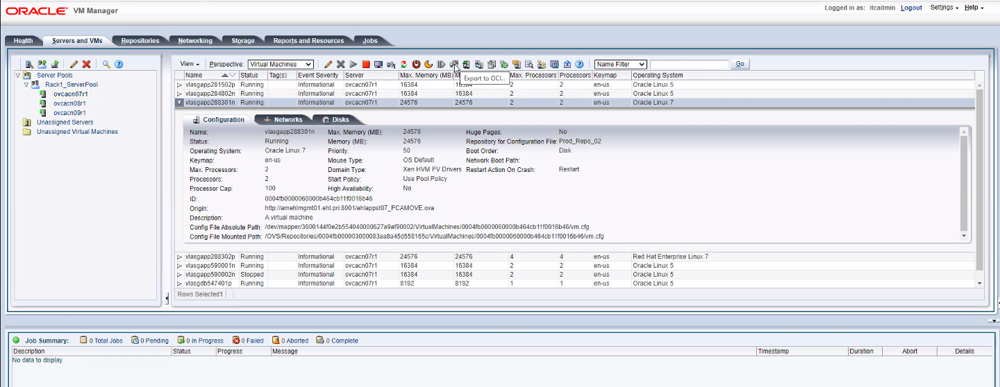 ORACLE VM Manager
Logged in as: itcadmin Logout Settings Help
Health Servers and VMs Repositories Networking Storage Reports and Resources Jobs
View Perspective: Virtual Machines Name Filter Go
Server Pools
Rack1_ServerPool
ovcacn07r1
ovcacn08r1
ovcacn09r1
Unassigned Servers
Unassigned Virtual Machines
Name Status Tag(s) Event Severity Server Max. Memory (MB) Max. Processors Processors Keymap Operating System
Export to OCI...
vlasgapp281502p Running Informational ovcacn07r1 16384 16384 2 2 en-us Oracle Linux 5
vlasgapp284802n Running Informational ovcacn07r1 16384 16384 2 2 en-us Oracle Linux 5
vlasgapp288301n Running Informational ovcacn07r1 24576 24576 2 2 en-us Oracle Linux 7
Configuration Networks Disks
Name: vlasgapp288301n Max. Memory (MB): 24576 Huge Pages: No
Status: Running Memory (MB): 24576 Repository for Configuration File: Prod_Repo_02
Operating System: Oracle Linux 7 Priority: 50 Boot Order: Disk
Keymap: en-us Mouse Type: OS Default Network Boot Path:
Max. Processors: 2 Domain Type: Xen HVM PV Drivers Restart Action On Crash: Restart
Processors: 2 Start Policy: Use Pool Policy
Processor Cap: 100 High Availability: No
ID: 0004fb0000060000b464cb11f0016b46
Origin: http://amehlmgmt01.ehl.pri:8001/ehlappst07_PCAMOVE.ova
Description: A virtual machine
Config File Absolute Path: /dev/mapper/3600144f0e2b554040000627a9af90002/VirtualMachines/0004fb0000060000b464cb11f0016b46/vm.cfg
Config File Mounted Path: /OVS/Repositories/0004fb000003000083aa8a45d558165c/VirtualMachines/0004fb0000060000b464cb11f0016b46/vm.cfg
vlasgapp288302p Running Informational ovcacn07r1 24576 24576 4 4 en-us Red Hat Enterprise Linux 7
vlasgapp590001n Running Informational ovcacn07r1 16384 16384 2 2 en-us Oracle Linux 5
vlasgapp590002n Stopped Informational ovcacn07r1 16384 16384 2 2 en-us Oracle Linux 5
vlasgdb547401p Running Informational ovcacn07r1 8192 8192 1 1 en-us Oracle Linux 5
Rows Selected1
Job Summary: 0 Total Jobs 0 Pending 0 In Progress 0 Failed 0 Aborted 0 Complete
Description Status Progress Message Timestamp Duration Abort Details
No data to display